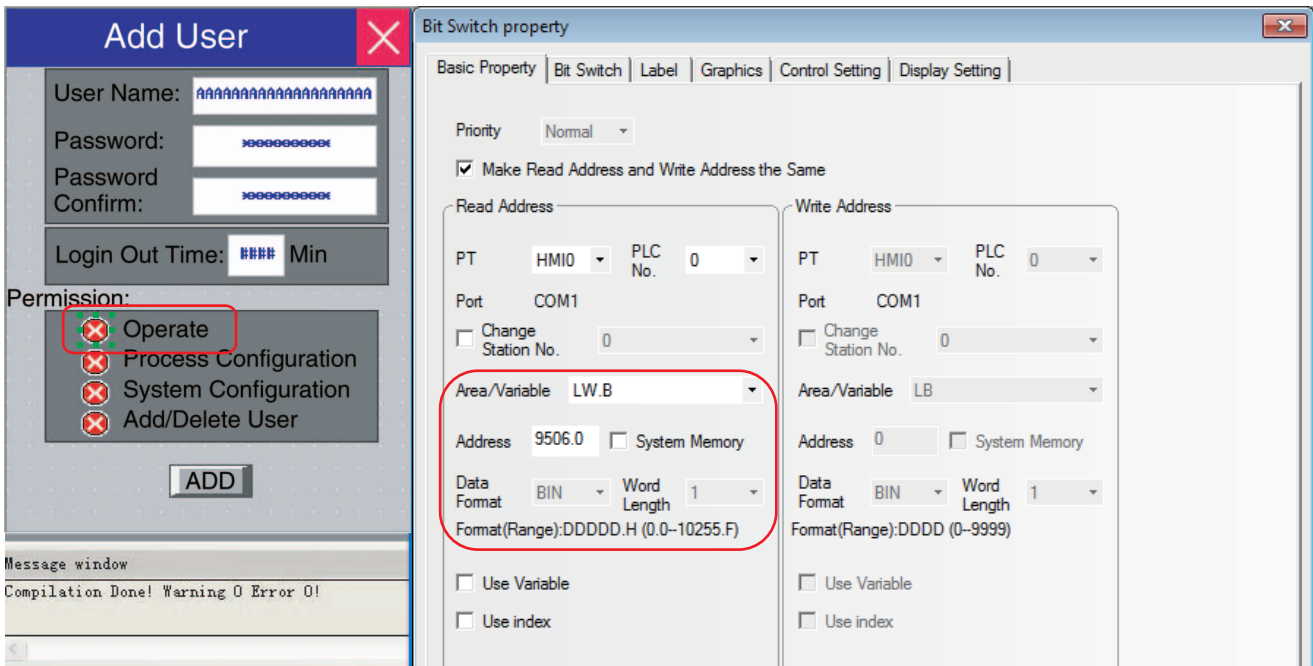 Add User
User Name: AAAAAAAAAAAAAAAAAAAA
Password: **********
Password
Confirm: **********
Login Out Time: #### Min
Permission:
Operate
Process Configuration
System Configuration
Add/Delete User
ADD
Message window
Compilation Done! Warning 0 Error 0!
Bit Switch property
Basic Property Bit Switch Label Graphics Control Setting Display Setting
Priority Normal
Make Read Address and Write Address the Same
Read Address
PT HMI0 PLC No. 0
Port COM1
Change Station No. 0
Area/Variable LW.B
Address 9506.0 System Memory
Data Format BIN Word Length 1
Format(Range):DDDDD.H (0.0--10255.F)
Use Variable
Use index
Write Address
PT HMI0 PLC No. 0
Port COM1
Change Station No. 0
Area/Variable LB
Address 0 System Memory
Data Format BIN Word Length 1
Format(Range):DDDD (0--9999)
Use Variable
Use index